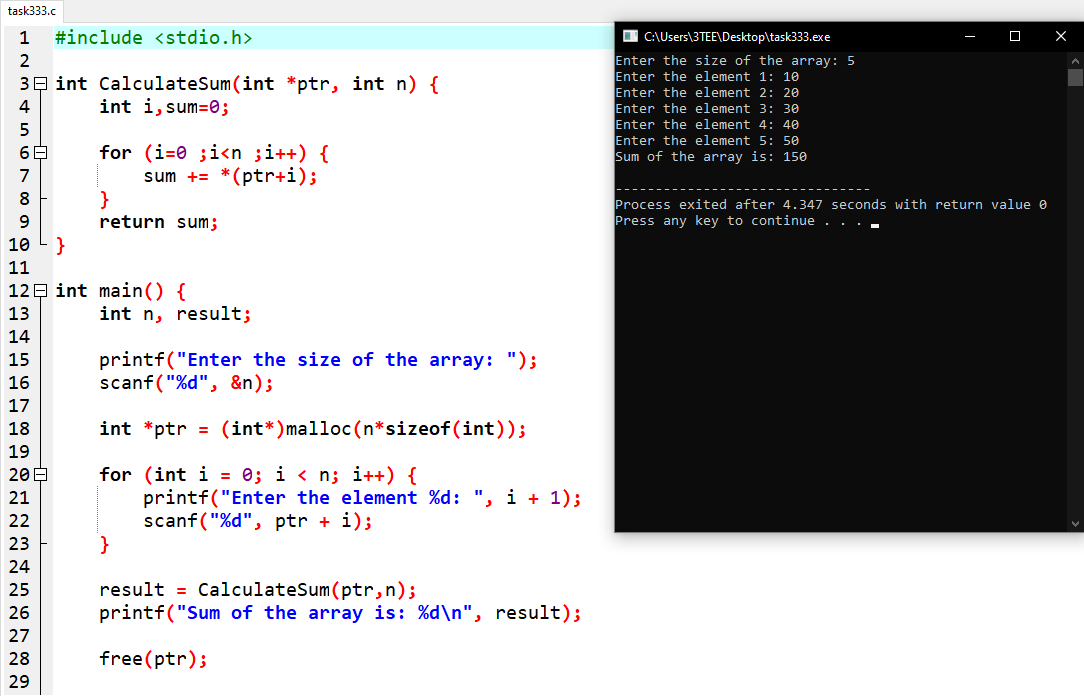 task333.c
1 #include <stdio.h>
2
3 int CalculateSum(int *ptr, int n) {
4 int i,sum=0;
5
6 for (i=0 ;i<n ;i++) {
7 sum += *(ptr+i);
8 }
9 return sum;
10 }
11
12 int main() {
13 int n, result;
14
15 printf("Enter the size of the array: ");
16 scanf("%d", &n);
17
18 int *ptr = (int*)malloc(n*sizeof(int));
19
20 for (int i = 0; i < n; i++) {
21 printf("Enter the element %d: ", i + 1);
22 scanf("%d", ptr + i);
23 }
24
25 result = CalculateSum(ptr,n);
26 printf("Sum of the array is: %d\n", result);
27
28 free(ptr);
29
C:\Users\3TEE\Desktop\task333.exe
Enter the size of the array: 5
Enter the element 1: 10
Enter the element 2: 20
Enter the element 3: 30
Enter the element 4: 40
Enter the element 5: 50
Sum of the array is: 150
--------------------------------
Process exited after 4.347 seconds with return value 0
Press any key to continue . . .